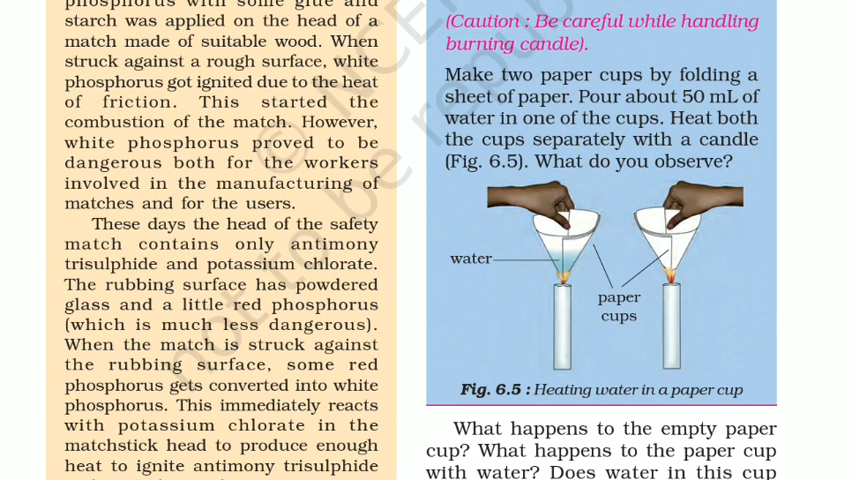 phosphorus with some glue and
starch was applied on the head of a
match made of suitable wood. When
struck against a rough surface, white
phosphorus got ignited due to the heat
of friction. This started the
combustion of the match. However,
white phosphorus proved to be
dangerous both for the workers
involved in the manufacturing of
matches and for the users.
These days the head of the safety
match contains only antimony
trisulphide and potassium chlorate.
The rubbing surface has powdered
glass and a little red phosphorus
(which is much less dangerous).
When the match is struck against
the rubbing surface, some red
phosphorus gets converted into white
phosphorus. This immediately reacts
with potassium chlorate in the
matchstick head to produce enough
heat to ignite antimony trisulphide
(Caution : Be careful while handling
burning candle).
Make two paper cups by folding a
sheet of paper. Pour about 50 mL of
water in one of the cups. Heat both
the cups separately with a candle
(Fig. 6.5). What do you observe?
water
paper
cups
Fig. 6.5 : Heating water in a paper cup
What happens to the empty paper
cup? What happens to the paper cup
with water? Does water in this cup
© NCE
not to be repub